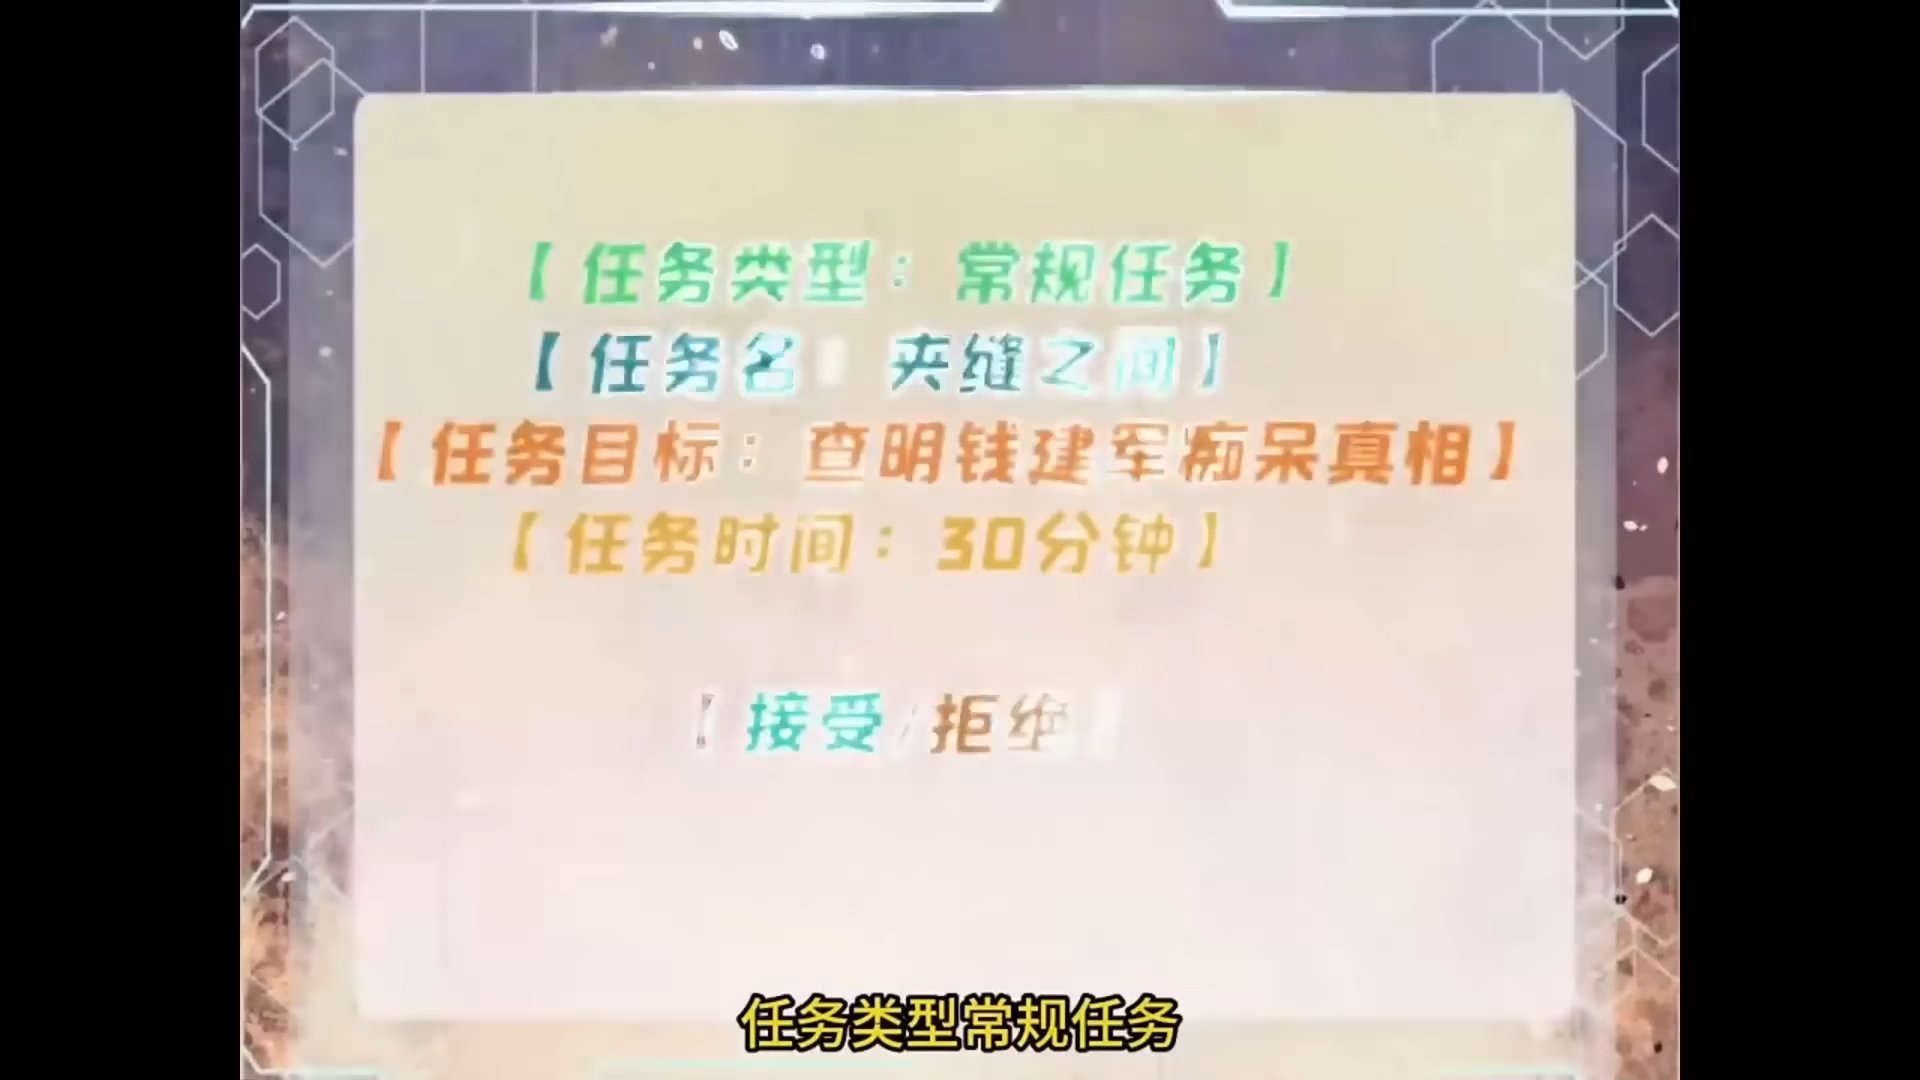 【任务类型：常规任务】
【任务名：夹缝之间】
【任务目标：查明钱建军痴呆真相】
【任务时间：30分钟】
【接受/拒绝】
任务类型常规任务